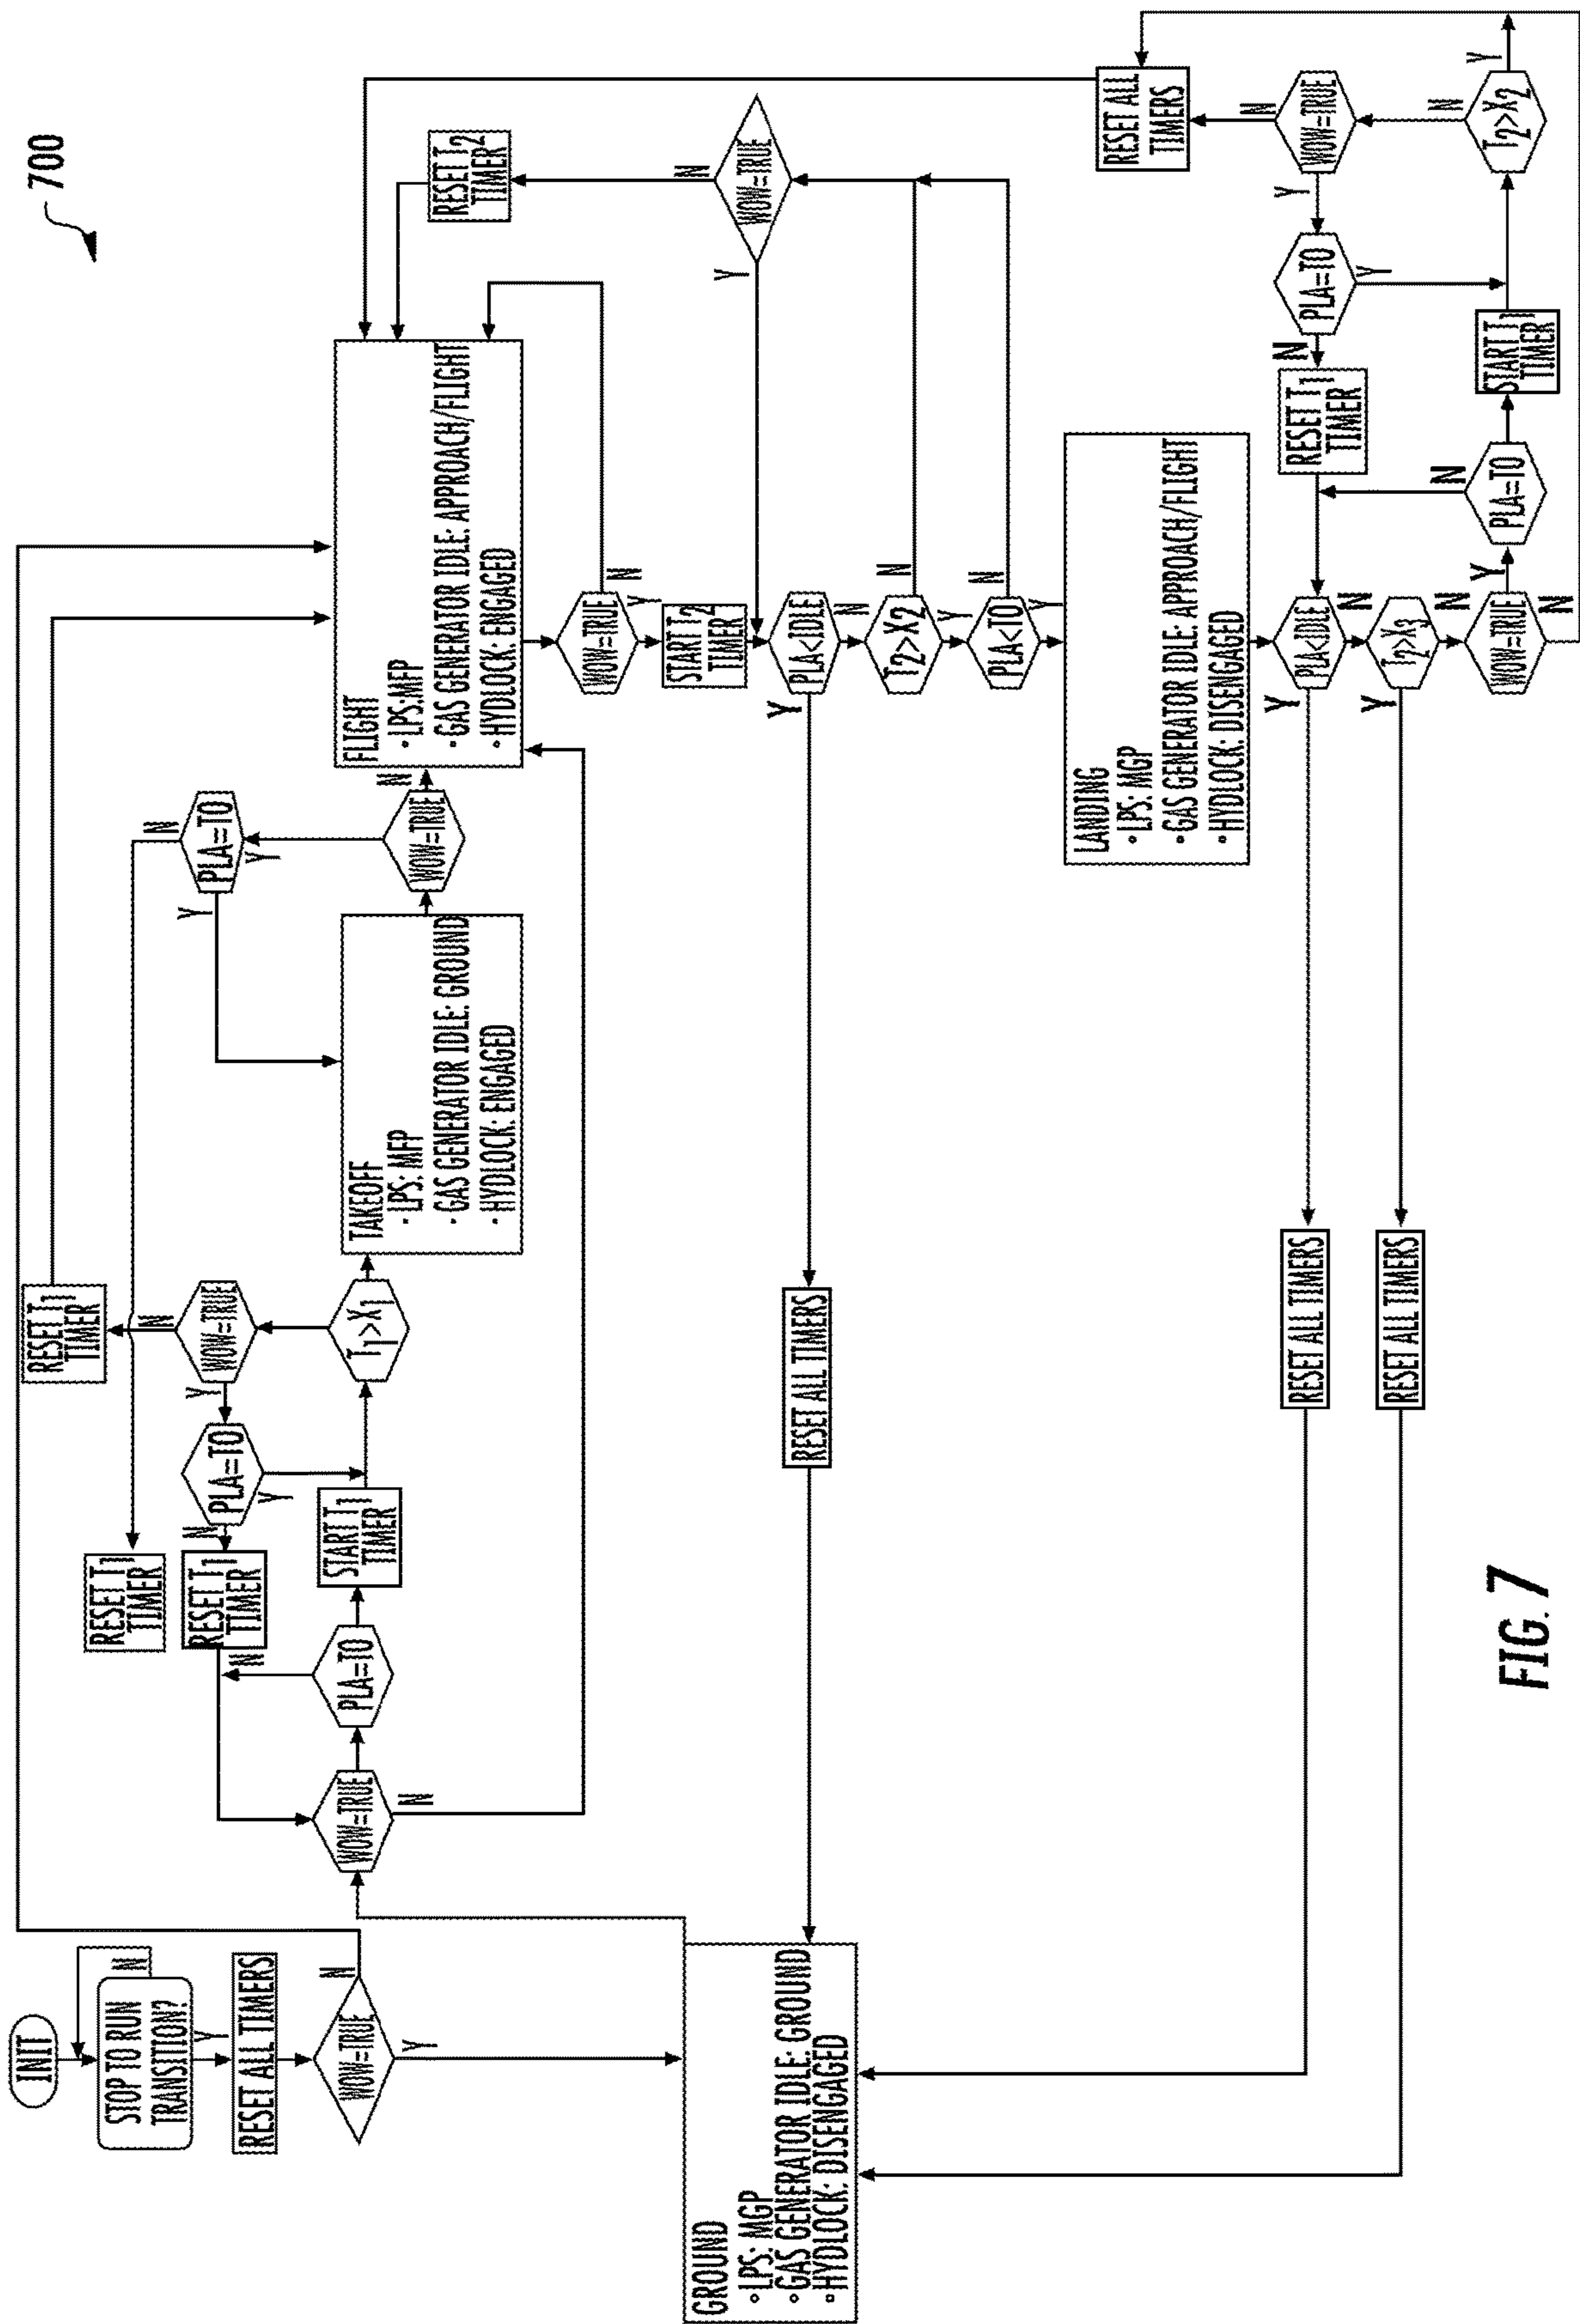 700
INIT
STOP TO RUN
TRANSITION?
N
Y
RESET ALL TIMERS
WOW=TRUE
N
Y
GROUND
• LPS: MGP
• GAS GENERATOR IDLE: GROUND
• HYDLOCK: DISENGAGED
WOW=TRUE
N
PLA=TO
N
START T1
TIMER
RESET T1
TIMER
RESET T1
TIMER
PLA=TO
N
Y
WOW=TRUE
Y
N
RESET T1
TIMER
T1>X1
TAKEOFF
• LPS: MFP
• GAS GENERATOR IDLE: GROUND
• HYDLOCK: ENGAGED
WOW=TRUE
N
Y
PLA=TO
Y
N
FLIGHT
• LPS:MFP
• GAS GENERATOR IDLE: APPROACH/FLIGHT
• HYDLOCK: ENGAGED
WOW=TRUE
N
Y
START T2
TIMER
PLA<IDLE
Y
N
RESET ALL TIMERS
T2>X2
N
Y
PLA<TO
N
Y
WOW=TRUE
Y
N
RESET T2
TIMER
LANDING
• LPS: MGP
• GAS GENERATOR IDLE: APPROACH/FLIGHT
• HYDLOCK: DISENGAGED
PLA<IDLE
Y
N
RESET ALL TIMERS
T2>X3
Y
N
RESET ALL TIMERS
WOW=TRUE
Y
N
PLA=TO
N
START T1
TIMER
RESET T1
TIMER
PLA=TO
N
Y
WOW=TRUE
Y
N
T2>X2
N
Y
RESET ALL
TIMERS
FIG. 7